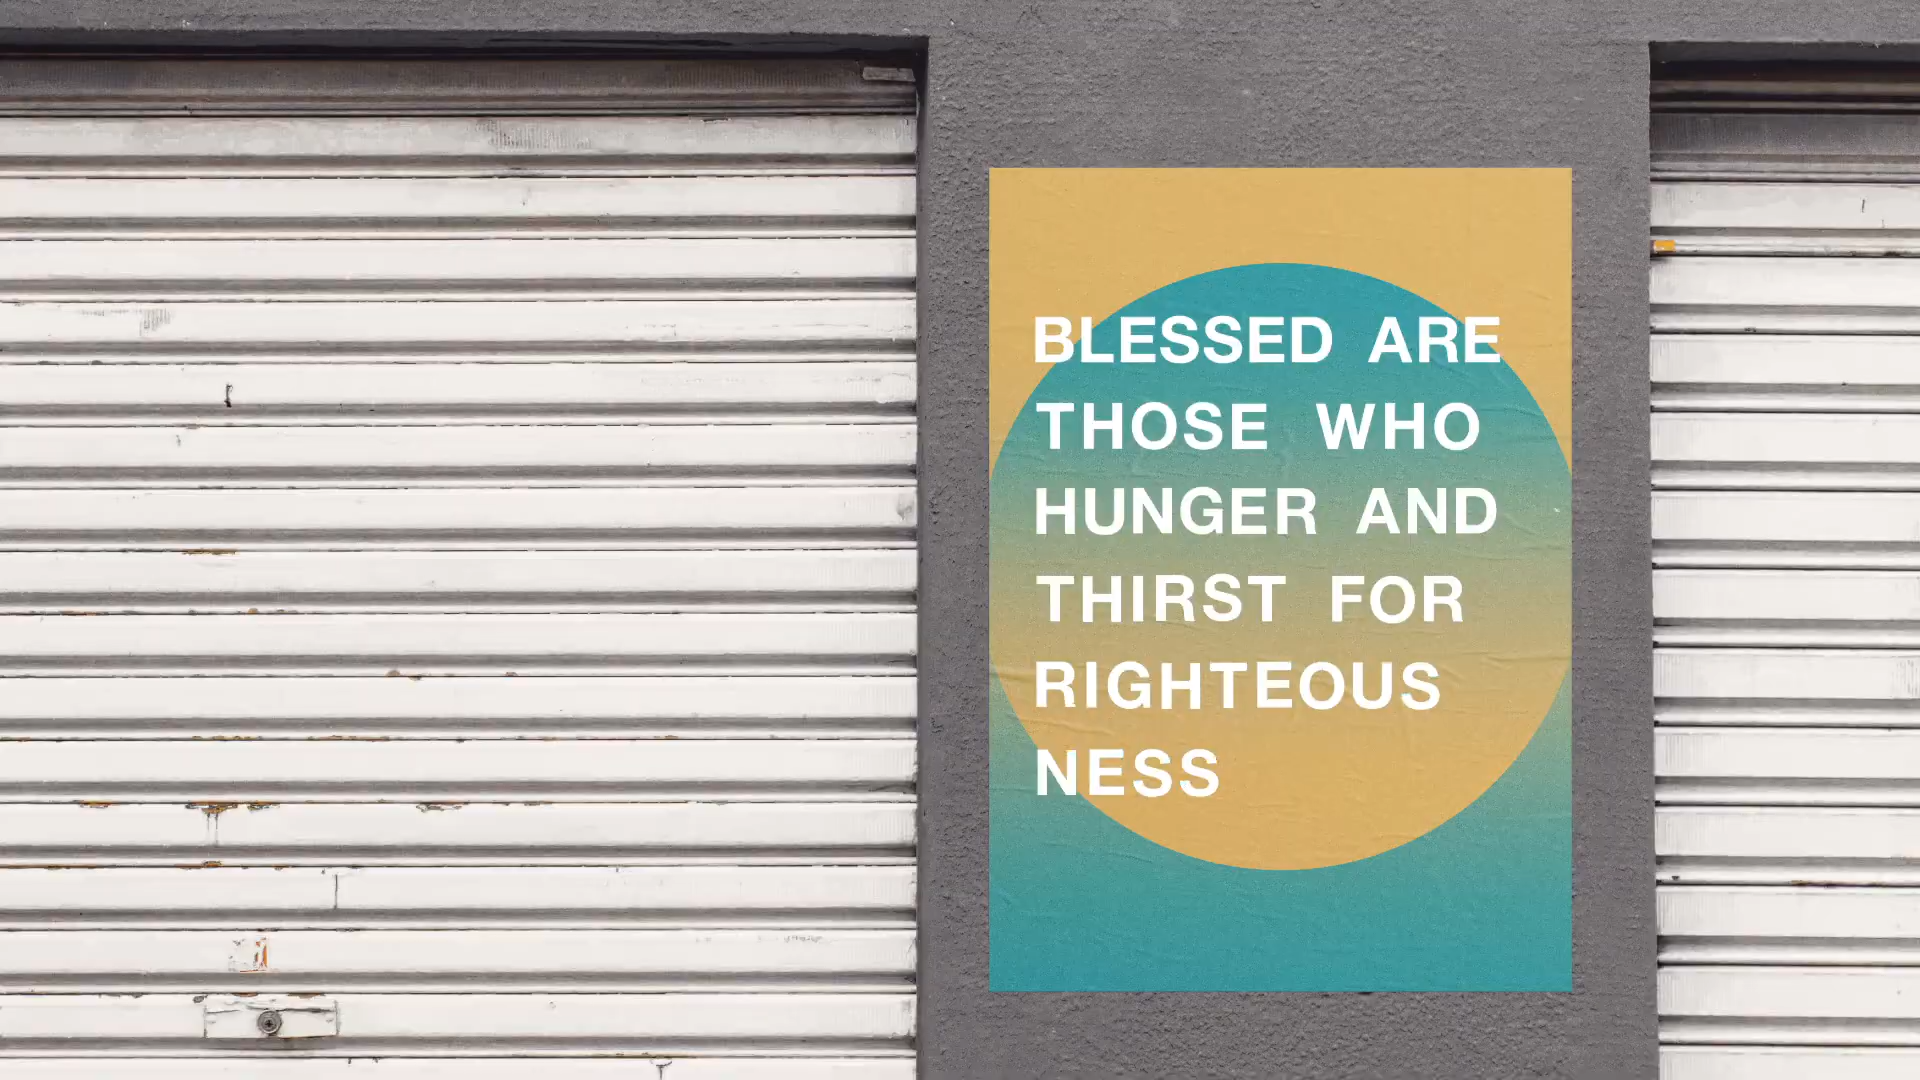 BLESSED ARE
THOSE WHO
HUNGER AND
THIRST FOR
RIGHTEOUS
NESS